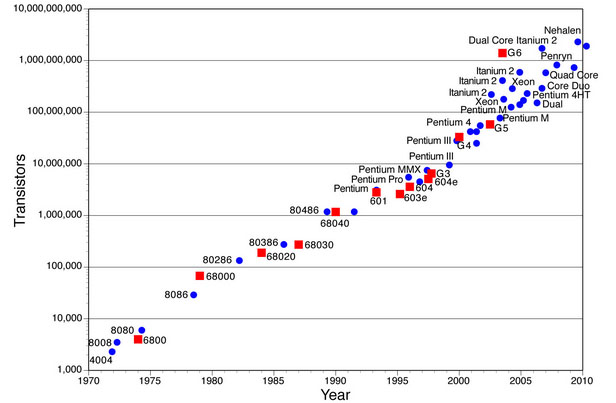 10,000,000,000
1,000,000,000
100,000,000
10,000,000
1,000,000
100,000
10,000
1,000
Transistors
Nehalen
Dual Core Itanium 2
G6
Penryn
Itanium 2
Quad Core
Itanium 2
Xeon
Core Duo
Itanium 2
Pentium 4HT
Xeon
Dual
Pentium M
Pentium M
Pentium 4
G5
Pentium III
G4
Pentium III
Pentium MMX
G3
Pentium Pro
604e
Pentium
604
601
603e
80486
68040
80386
68030
80286
68020
68000
8086
8080
6800
8008
4004
1970 1975 1980 1985 1990 1995 2000 2005 2010
Year